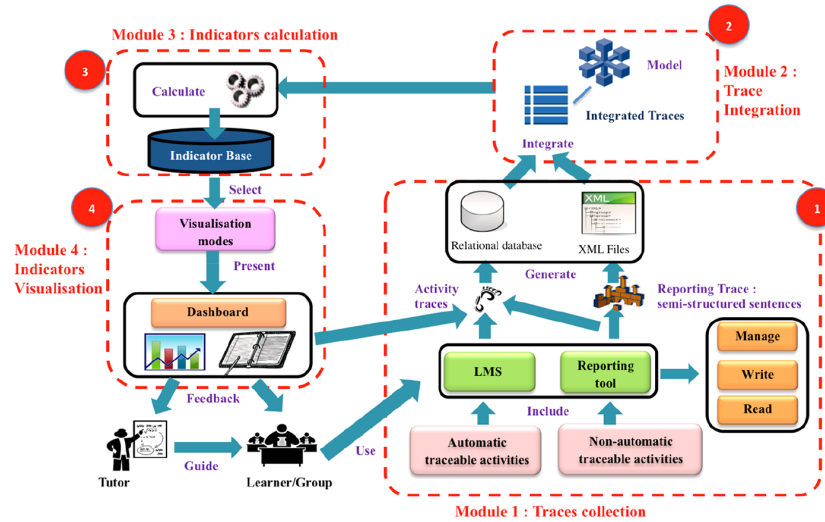 Module 3 : Indicators calculation
3
Calculate
Indicator Base
Select
2
Model
Integrated Traces
Integrate
Module 2 :
Trace
Integration
4
Visualisation
modes
Present
Module 4 :
Indicators
Visualisation
Dashboard
Feedback
Tutor
Guide
Learner/Group
Use
1
Relational database
XML
XML Files
Generate
Activity
traces
Reporting Trace :
semi-structured sentences
LMS
Reporting
tool
Include
Manage
Write
Read
Automatic
traceable activities
Non-automatic
traceable activities
Module 1 : Traces collection